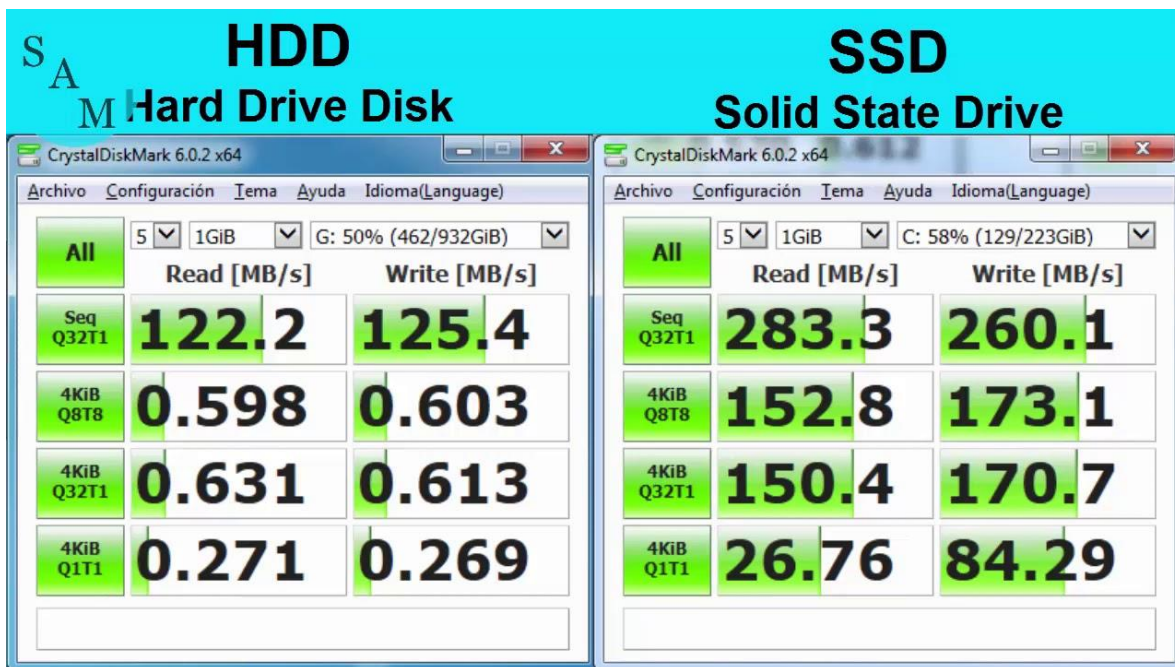 S A M
HDD
Hard Drive Disk
SSD
Solid State Drive
CrystalDiskMark 6.0.2 x64
Archivo Configuración Tema Ayuda Idioma(Language)
All
5 1GiB G: 50% (462/932GiB)
Read [MB/s] Write [MB/s]
Seq Q32T1 122.2 125.4
4KiB Q8T8 0.598 0.603
4KiB Q32T1 0.631 0.613
4KiB Q1T1 0.271 0.269
0.612
CrystalDiskMark 6.0.2 x64
Archivo Configuración Tema Ayuda Idioma(Language)
All
5 1GiB C: 58% (129/223GiB)
Read [MB/s] Write [MB/s]
Seq Q32T1 283.3 260.1
4KiB Q8T8 152.8 173.1
4KiB Q32T1 150.4 170.7
4KiB Q1T1 26.76 84.29